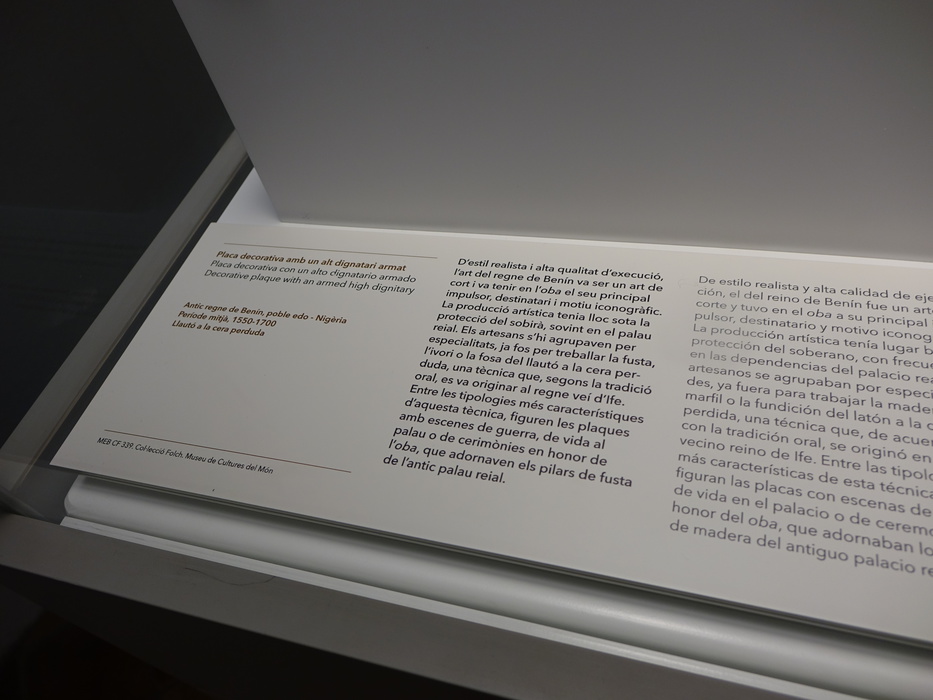 Placa decorativa amb un alt dignatari armat
Placa decorativa con un alto dignatario armado
Decorative plaque with an armed high dignitary
Antic regne de Benín, poble edo - Nigèria
Període mitjà, 1550-1700
Llautó a la cera perduda
MEB CF 339. Col·lecció Folch. Museu de Cultures del Món
D'estil realista i alta qualitat d'execució,
l'art del regne de Benín va ser un art de
cort i va tenir en l'oba el seu principal
impulsor, destinatari i motiu iconogràfic.
La producció artística tenia lloc sota la
protecció del sobirà, sovint en el palau
reial. Els artesans s'hi agrupaven per
especialitats, ja fos per treballar la fusta,
l'ivori o la fosa del llautó a la cera per-
duda, una tècnica que, segons la tradició
oral, es va originar al regne veí d'Ife.
Entre les tipologies més característiques
d'aquesta tècnica, figuren les plaques
amb escenes de guerra, de vida al
palau o de cerimònies en honor de
l'oba, que adornaven els pilars de fusta
de l'antic palau reial.
De estilo realista y alta calidad de eje
ción, el del reino de Benín fue un art
corte y tuvo en el oba a su principal
pulsor, destinatario y motivo iconog
La producción artística tenía lugar b
protección del soberano, con frecue
en las dependencias del palacio rea
artesanos se agrupaban por especi
des, ya fuera para trabajar la made
marfil o la fundición del latón a la c
perdida, una técnica que, de acue
con la tradición oral, se originó en
vecino reino de Ife. Entre las tipolo
más características de esta técnica
figuran las placas con escenas de
de vida en el palacio o de cerem
honor del oba, que adornaban lo
de madera del antiguo palacio re